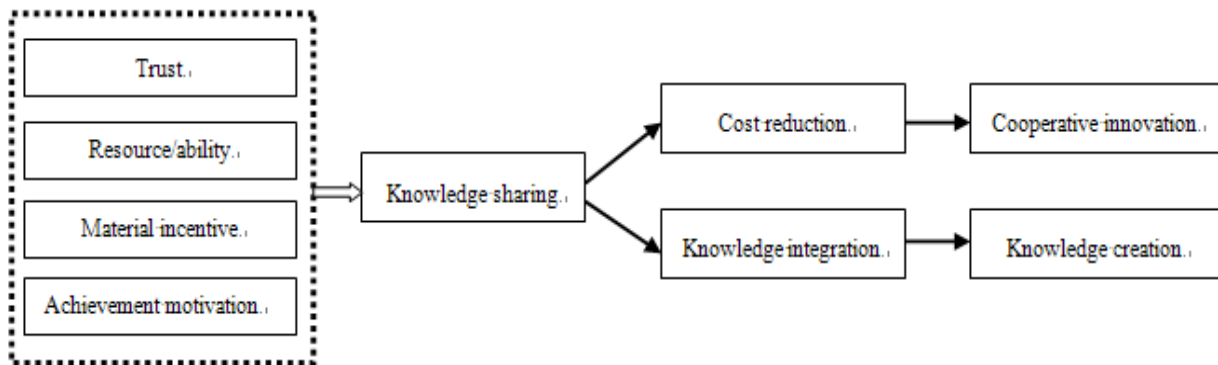 Trust.
Resource/ability.
Material incentive.
Achievement motivation.
Knowledge sharing.
Cost reduction.
Cooperative innovation.
Knowledge integration.
Knowledge creation.